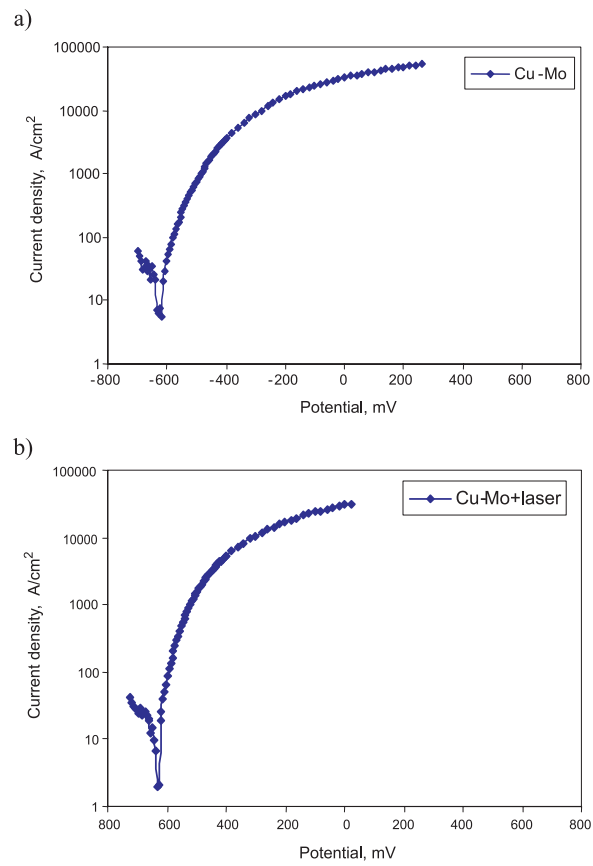 a)
100000
10000
1000
100
10
1
Current density, A/cm²
Cu-Mo
-800 -600 -400 -200 0 200 400 600 800
Potential, mV
b)
100000
10000
1000
100
10
1
Current density, A/cm²
Cu-Mo+laser
800 600 400 200 0 200 400 600 800
Potential, mV